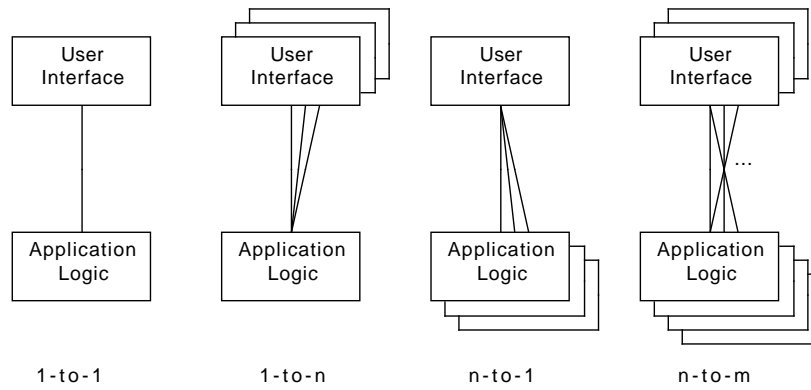 User
Interface
User
Interface
User
Interface
User
Interface
...
Application
Logic
Application
Logic
Application
Logic
Application
Logic
1-to-1
1-to-n
n-to-1
n-to-m